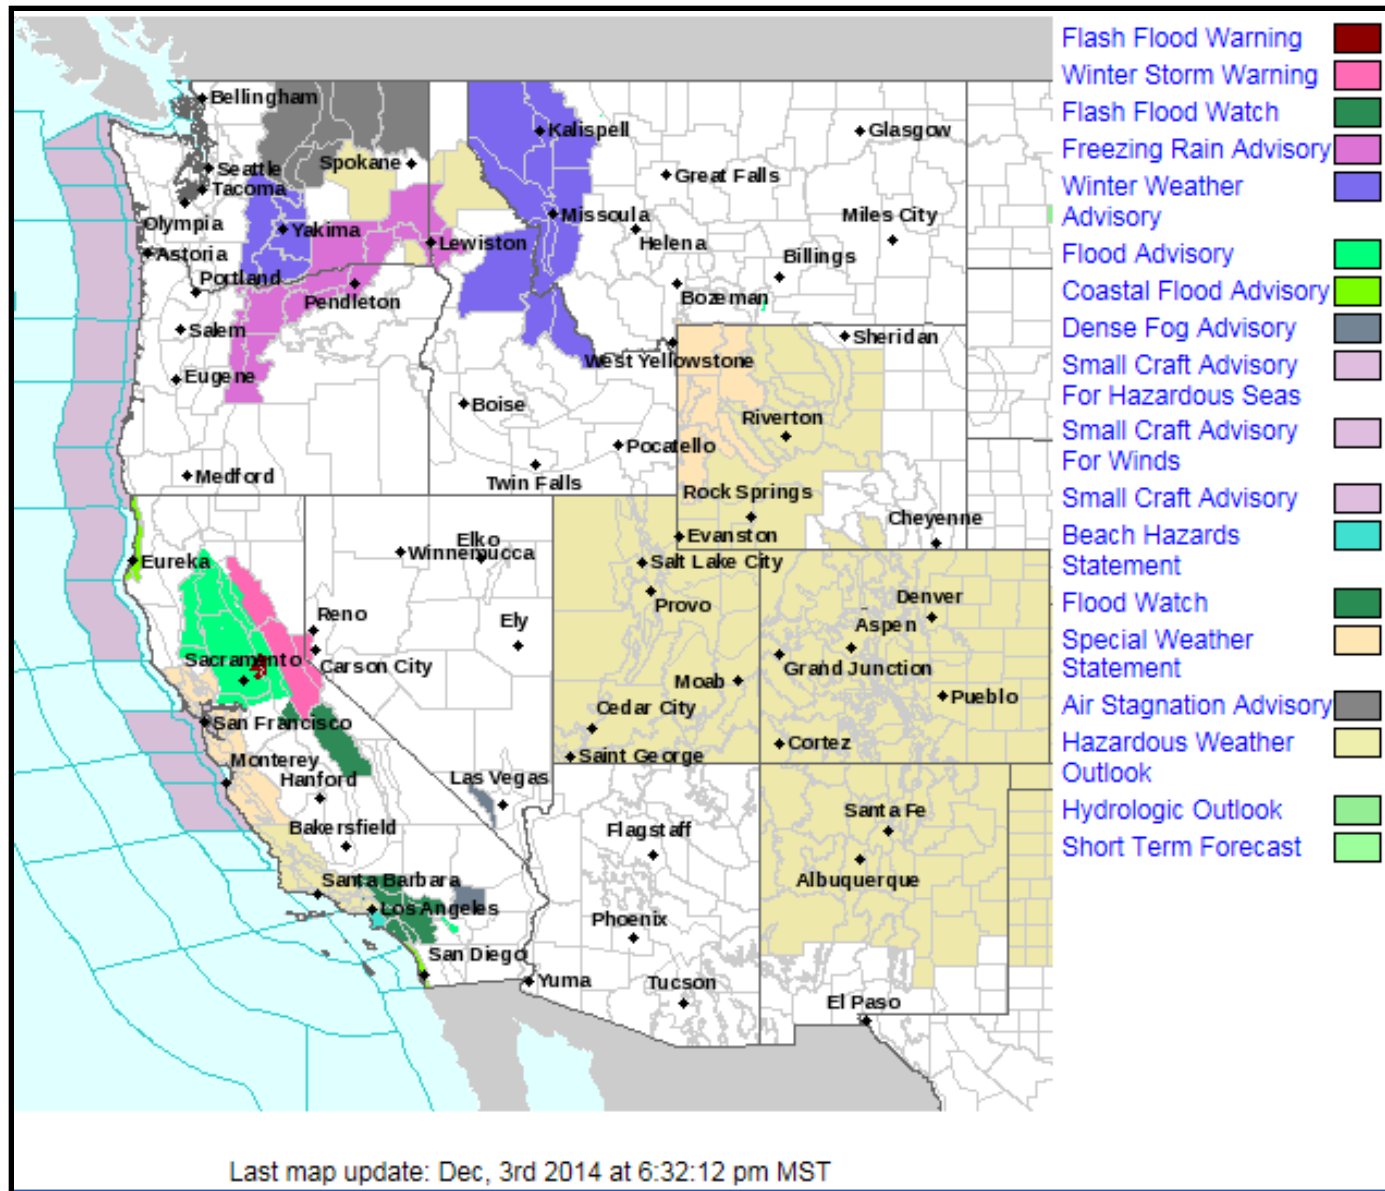 Bellingham
Seattle
Tacoma
Olympia
Astoria
Spokane
Yakima
Lewiston
Portland
Pendleton
Salem
Eugene
Medford
Kalispell
Missoula
Great Falls
Helena
Glasgow
Miles City
Billings
Bozeman
West Yellowstone
Sheridan
Boise
Pocatello
Twin Falls
Riverton
Rock Springs
Evanston
Cheyenne
Eureka
Winnemucca
Elko
Reno
Ely
Carson City
Sacramento
San Francisco
Monterey
Hanford
Bakersfield
Santa Barbara
Los Angeles
San Diego
Las Vegas
Salt Lake City
Provo
Moab
Cedar City
Saint George
Denver
Aspen
Grand Junction
Pueblo
Cortez
Flagstaff
Phoenix
Yuma
Tucson
Santa Fe
Albuquerque
El Paso
Flash Flood Warning
Winter Storm Warning
Flash Flood Watch
Freezing Rain Advisory
Winter Weather
Advisory
Flood Advisory
Coastal Flood Advisory
Dense Fog Advisory
Small Craft Advisory
For Hazardous Seas
Small Craft Advisory
For Winds
Small Craft Advisory
Beach Hazards
Statement
Flood Watch
Special Weather
Statement
Air Stagnation Advisory
Hazardous Weather
Outlook
Hydrologic Outlook
Short Term Forecast
Last map update: Dec, 3rd 2014 at 6:32:12 pm MST